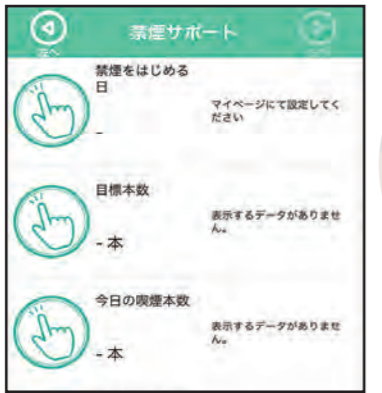 禁煙サポート
前へ
禁煙をはじめる
日
マイページにて設定してく
ださい
-
目標本数
表示するデータがありませ
ん。
- 本
今日の喫煙本数
表示するデータがありませ
ん。
- 本